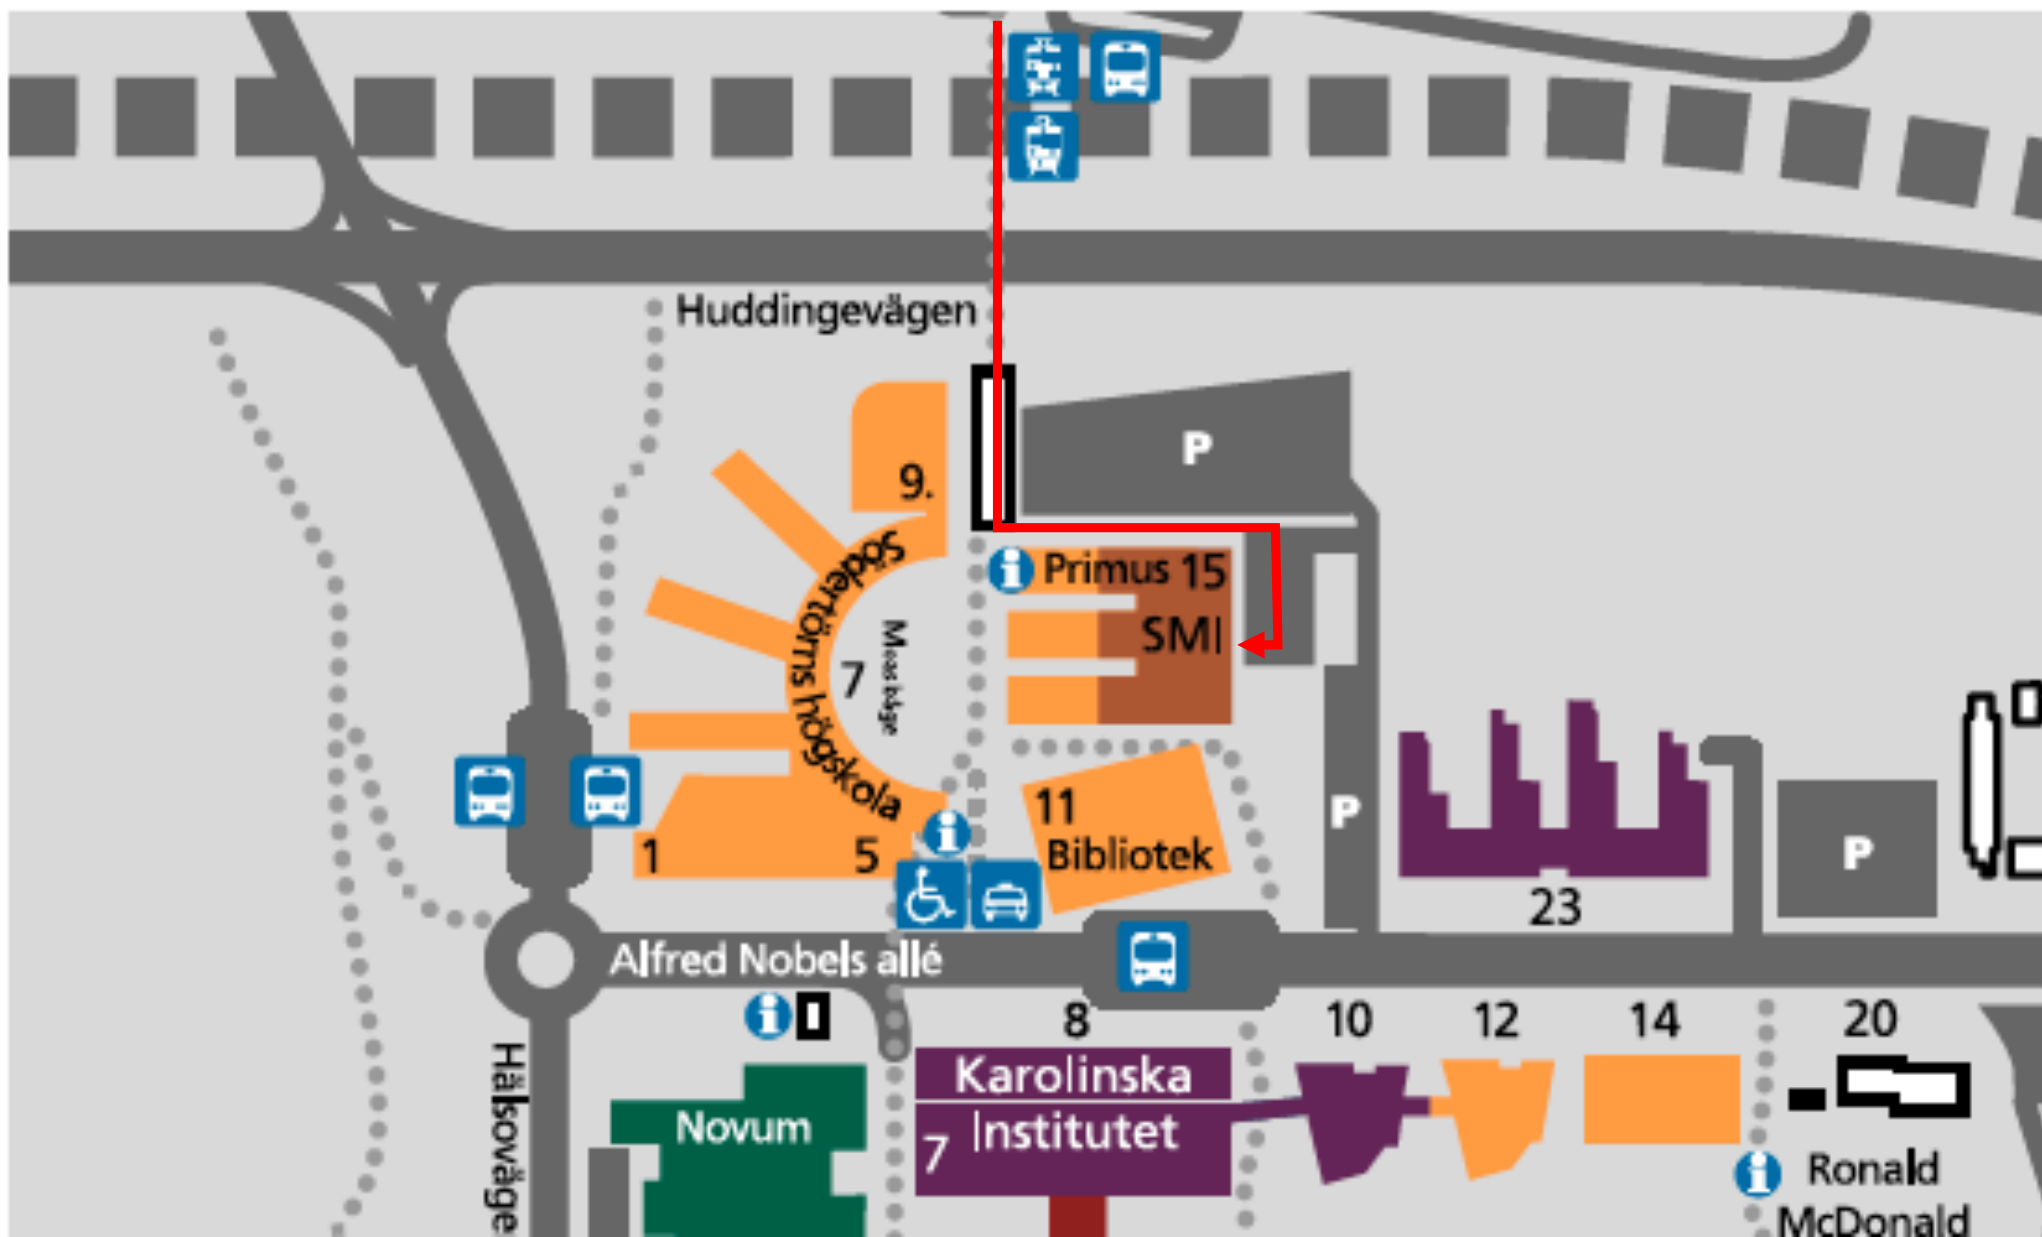 Huddingevägen
P
9.
Primus 15
SMI
Södertörns högskola
7
Moas båge
11
Bibliotek
P
1
5
23
P
Alfred Nobels allé
8
10
12
14
20
Hälsoväge
Karolinska
Institutet
7
Novum
Ronald
McDonald